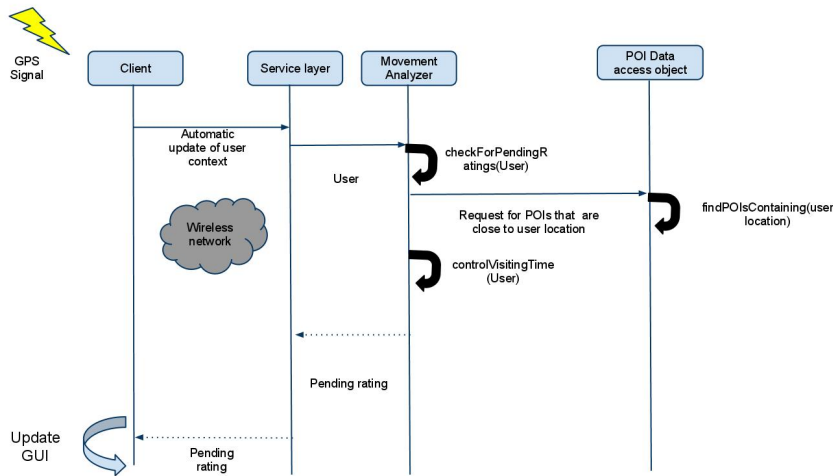 GPS
Signal
Client
Service layer
Movement
Analyzer
POI Data
access object
Automatic
update of user
context
User
checkForPendingR
atings(User)
Request for POIs that are
close to user location
findPOIsContaining(user
location)
Wireless
network
controlVisitingTime
(User)
Pending rating
Update
GUI
Pending
rating